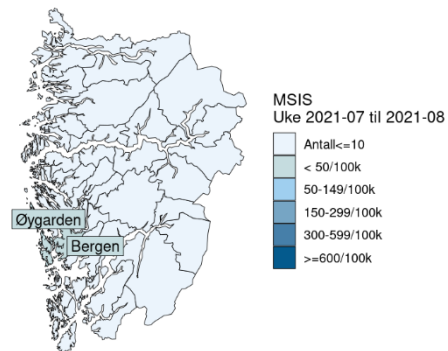 MSIS
Uke 2021-07 til 2021-08
Antall<=10
< 50/100k
50-149/100k
150-299/100k
300-599/100k
>=600/100k
Øygarden
Bergen